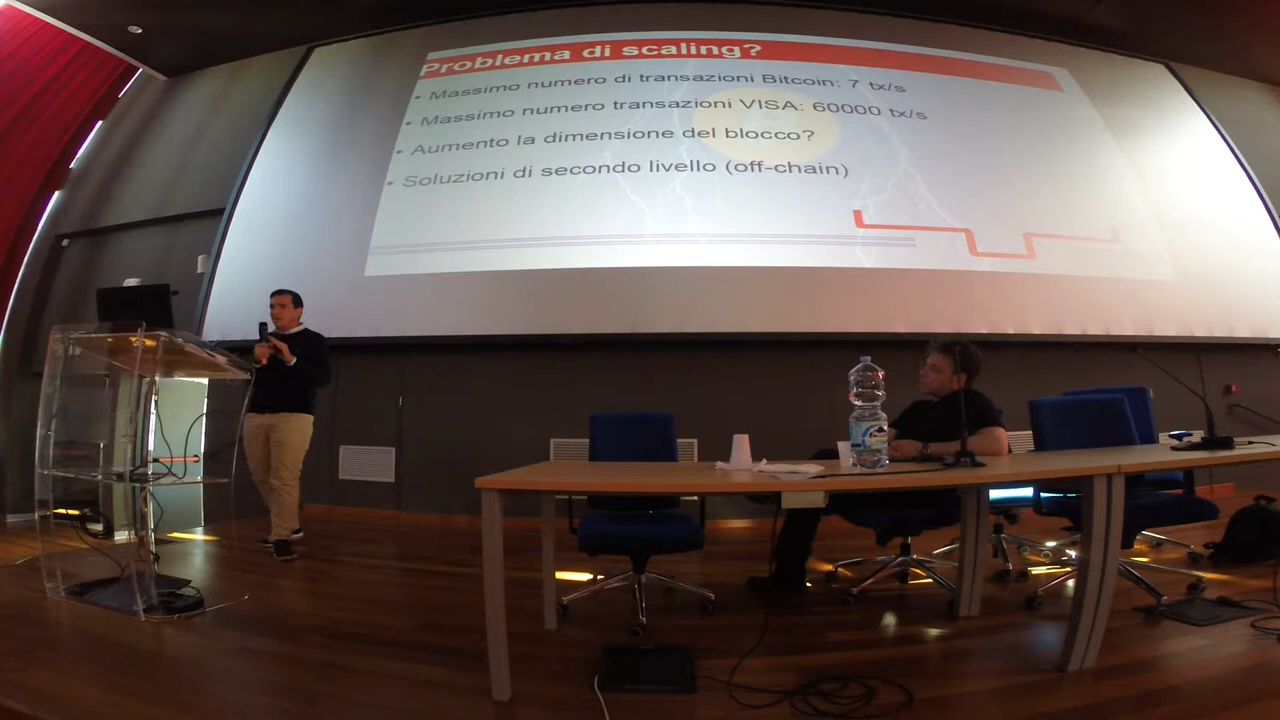 Problema di scaling?
• Massimo numero di transazioni Bitcoin: 7 tx/s
• Massimo numero transazioni VISA: 60000 tx/s
• Aumento la dimensione del blocco?
• Soluzioni di secondo livello (off-chain)